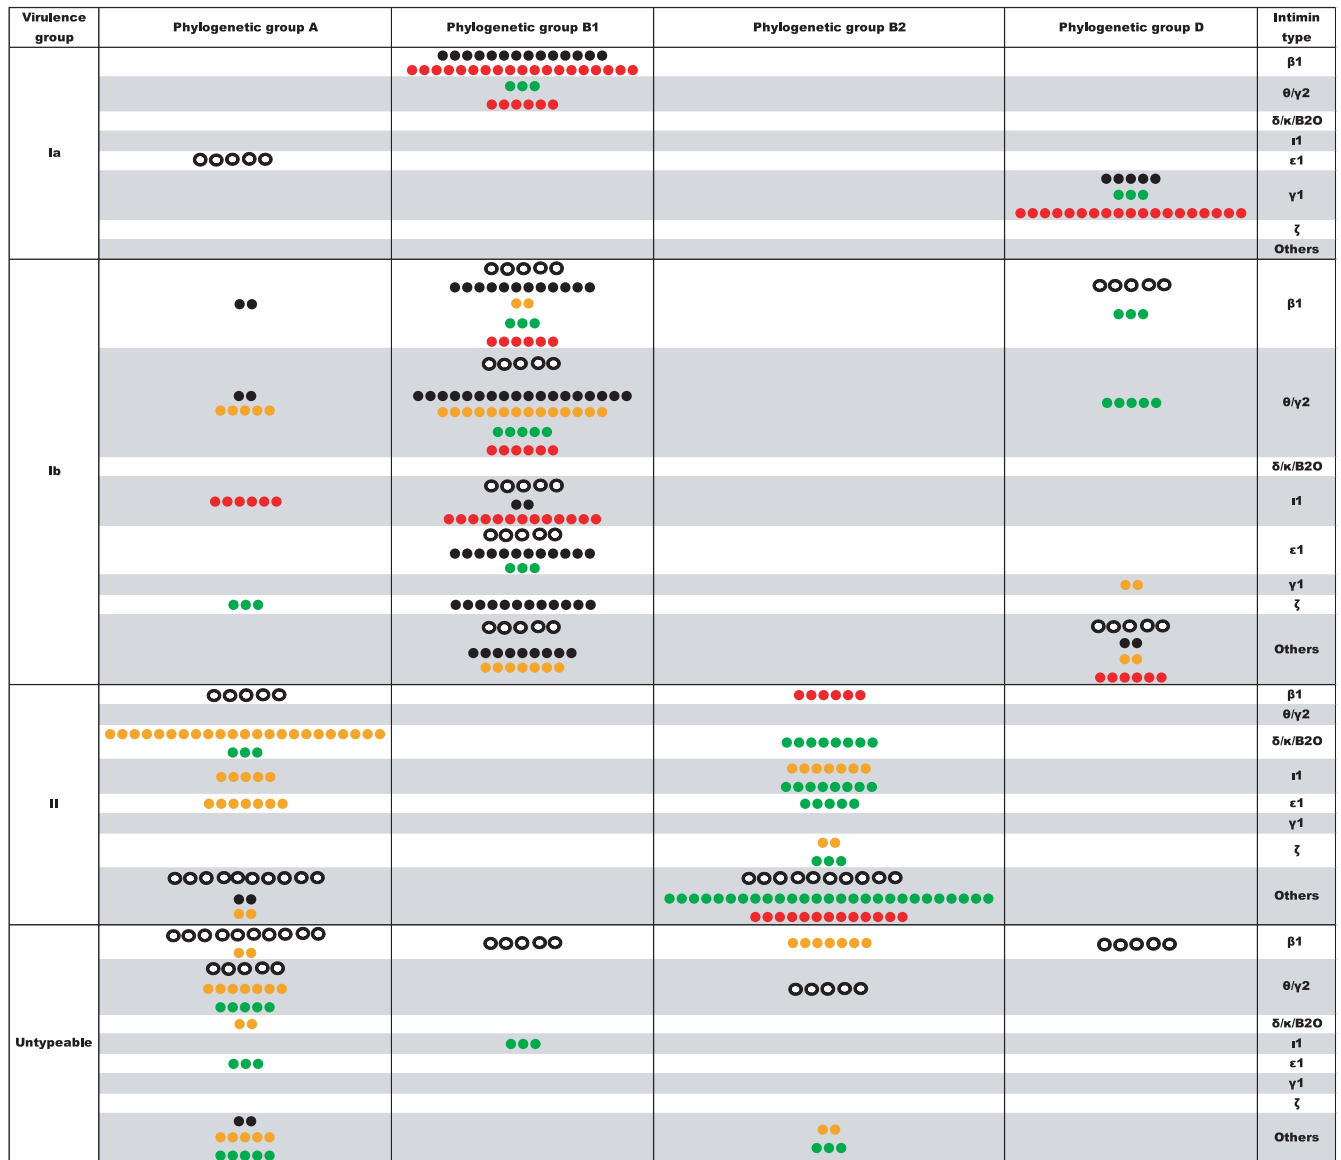 Virulence group
Phylogenetic group A
Phylogenetic group B1
Phylogenetic group B2
Phylogenetic group D
Intimin type
Ia
β1
θ/γ2
δ/κ/B2O
ι1
ε1
γ1
ζ
Others
Ib
β1
θ/γ2
δ/κ/B2O
ι1
ε1
γ1
ζ
Others
II
β1
θ/γ2
δ/κ/B2O
ι1
ε1
γ1
ζ
Others
Untypeable
β1
θ/γ2
δ/κ/B2O
ι1
ε1
γ1
ζ
Others